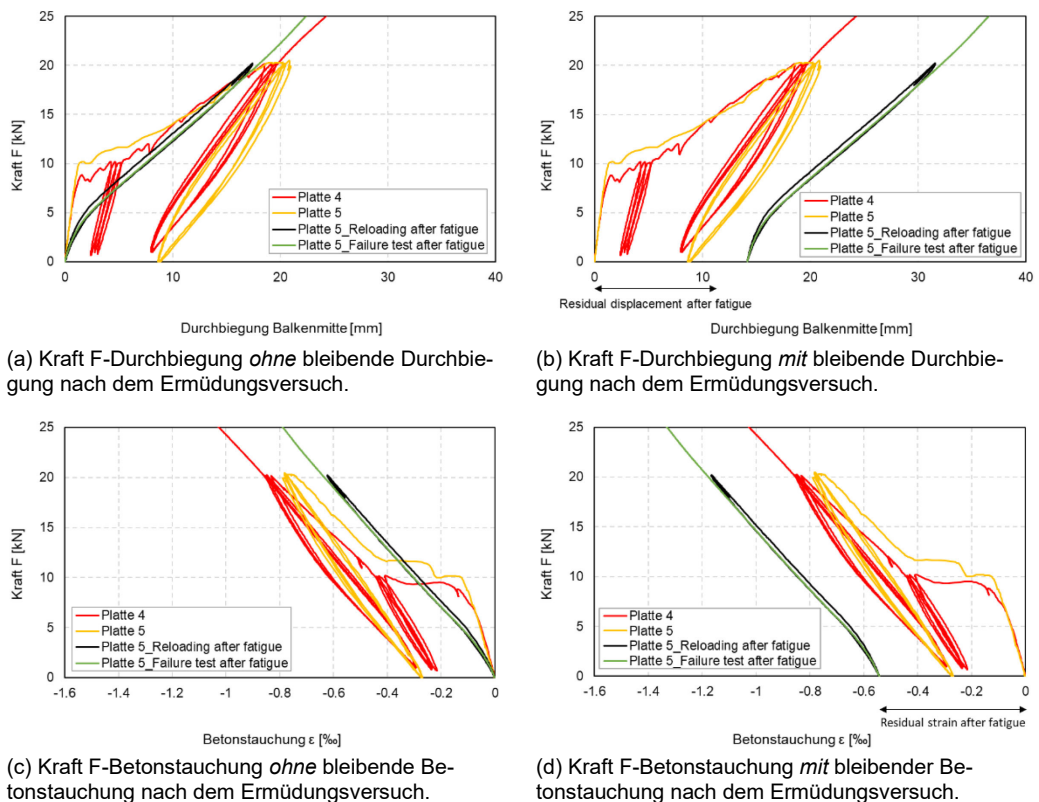 25
20
15
10
5
0
Kraft F [kN]
Platte 4
Platte 5
Platte 5_Reloading after fatigue
Platte 5_Failure test after fatigue
0
10
20
30
40
Durchbiegung Balkenmitte [mm]
(a) Kraft F-Durchbiegung ohne bleibende Durchbie-
gung nach dem Ermüdungsversuch.
25
20
15
10
5
0
Kraft F [kN]
Platte 4
Platte 5
Platte 5_Reloading after fatigue
Platte 5_Failure test after fatigue
0
10
20
30
40
Residual displacement after fatigue
Durchbiegung Balkenmitte [mm]
(b) Kraft F-Durchbiegung mit bleibende Durchbie-
gung nach dem Ermüdungsversuch.
25
20
15
10
5
0
Kraft F [kN]
Platte 4
Platte 5
Platte 5_Reloading after fatigue
Platte 5_Failure test after fatigue
-1.6
-1.4
-1.2
-1
-0.8
-0.6
-0.4
-0.2
0
Betonstauchung ε [‰]
(c) Kraft F-Betonstauchung ohne bleibende Be-
tonstauchung nach dem Ermüdungsversuch.
25
20
15
10
5
0
Kraft F [kN]
Platte 4
Platte 5
Platte 5_Reloading after fatigue
Platte 5_Failure test after fatigue
-1.6
-1.4
-1.2
-1
-0.8
-0.6
-0.4
-0.2
0
Residual strain after fatigue
Betonstauchung ε [‰]
(d) Kraft F-Betonstauchung mit bleibender Be-
tonstauchung nach dem Ermüdungsversuch.